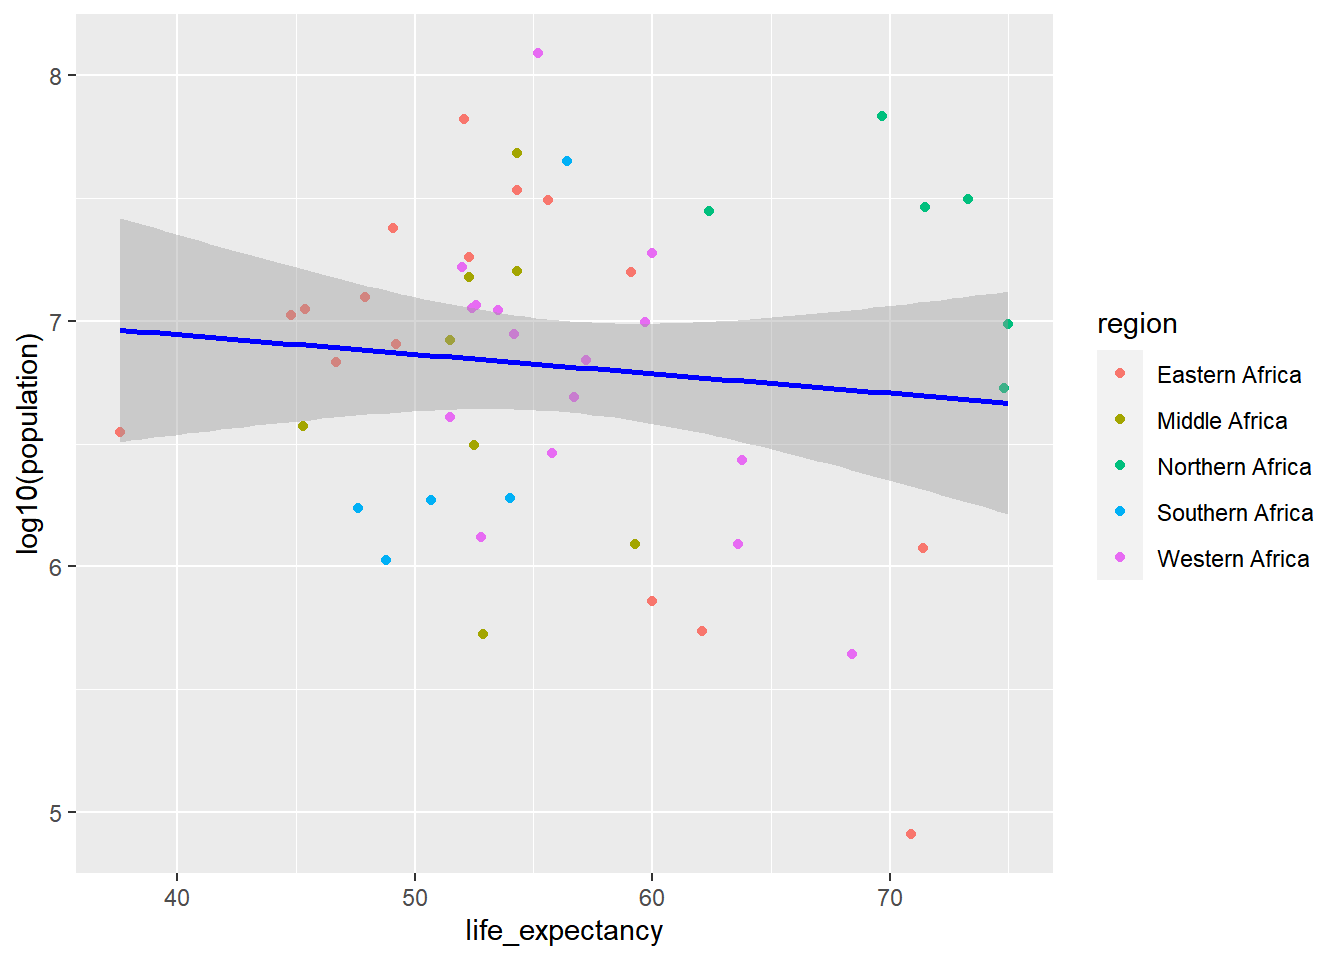 8
7
6
5
40 50 60 70
life_expectancy
log10(population)
region
Eastern Africa
Middle Africa
Northern Africa
Southern Africa
Western Africa